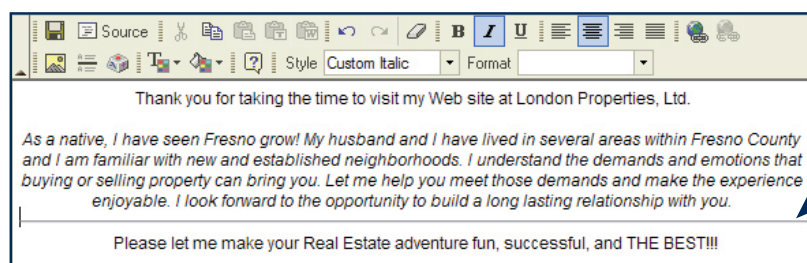 Source B I U
Style Custom Italic Format
Thank you for taking the time to visit my Web site at London Properties, Ltd.
As a native, I have seen Fresno grow! My husband and I have lived in several areas within Fresno County
and I am familiar with new and established neighborhoods. I understand the demands and emotions that
buying or selling property can bring you. Let me help you meet those demands and make the experience
enjoyable. I look forward to the opportunity to build a long lasting relationship with you.
Please let me make your Real Estate adventure fun, successful, and THE BEST!!!